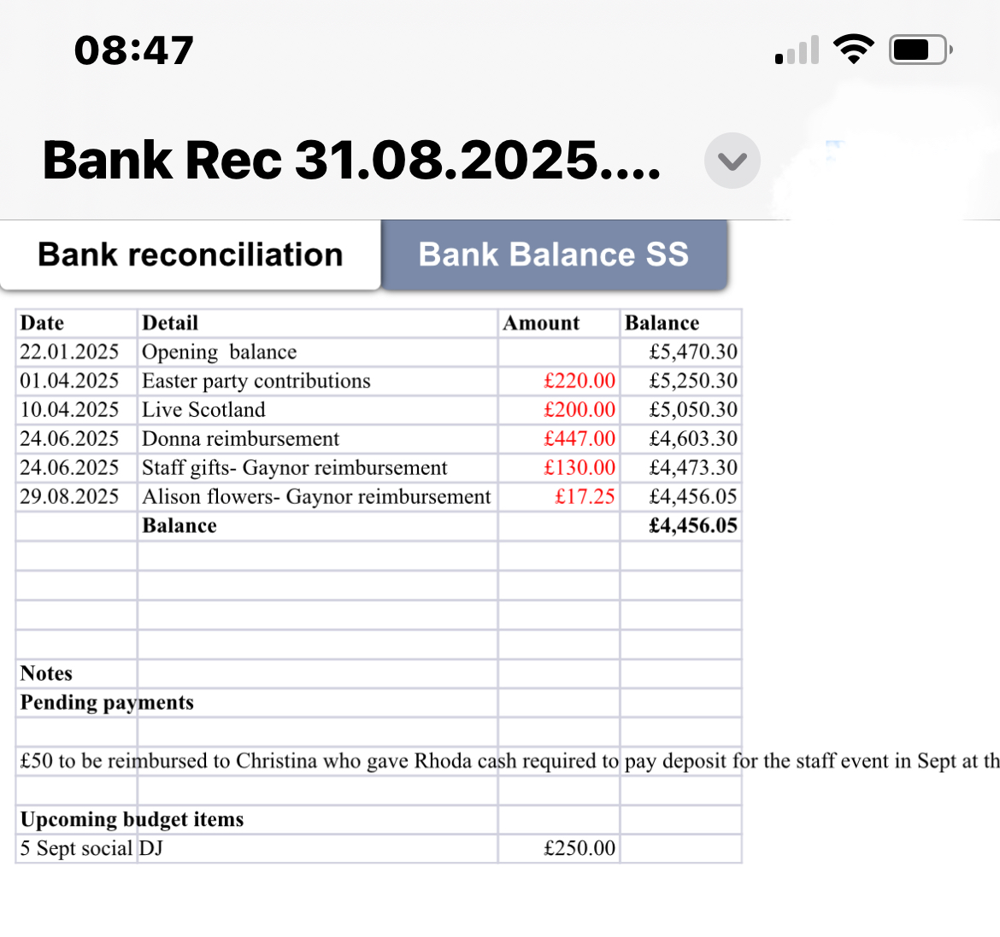 08:47
Bank Rec 31.08.2025....
Bank reconciliation Bank Balance SS
Date Detail Amount Balance
22.01.2025 Opening balance £5,470.30
01.04.2025 Easter party contributions £220.00 £5,250.30
10.04.2025 Live Scotland £200.00 £5,050.30
24.06.2025 Donna reimbursement £447.00 £4,603.30
24.06.2025 Staff gifts- Gaynor reimbursement £130.00 £4,473.30
29.08.2025 Alison flowers- Gaynor reimbursement £17.25 £4,456.05
Balance £4,456.05
Notes
Pending payments
£50 to be reimbursed to Christina who gave Rhoda cash required to pay deposit for the staff event in Sept at th
Upcoming budget items
5 Sept social DJ £250.00